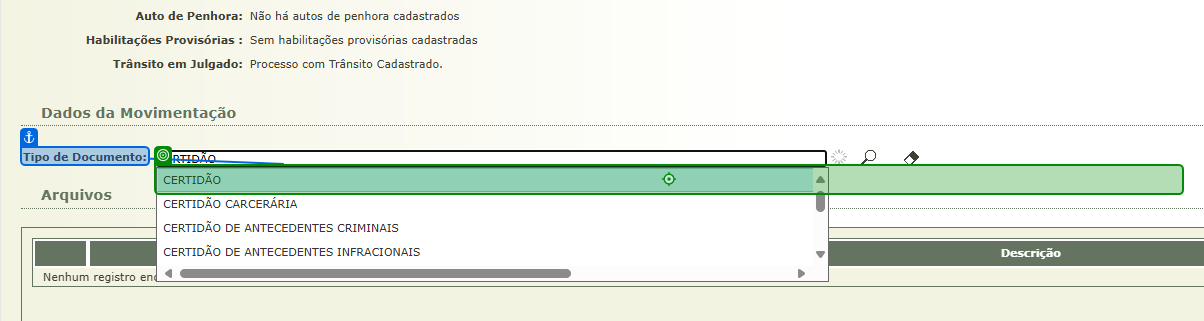 Auto de Penhora: Não há autos de penhora cadastrados
Habilitações Provisórias : Sem habilitações provisórias cadastradas
Trânsito em Julgado: Processo com Trânsito Cadastrado.
Dados da Movimentação
Tipo de Documento: RTIDÃO
CERTIDÃO
Arquivos
CERTIDÃO CARCERÁRIA
CERTIDÃO DE ANTECEDENTES CRIMINAIS
CERTIDÃO DE ANTECEDENTES INFRACIONAIS
Descrição
Nenhum registro